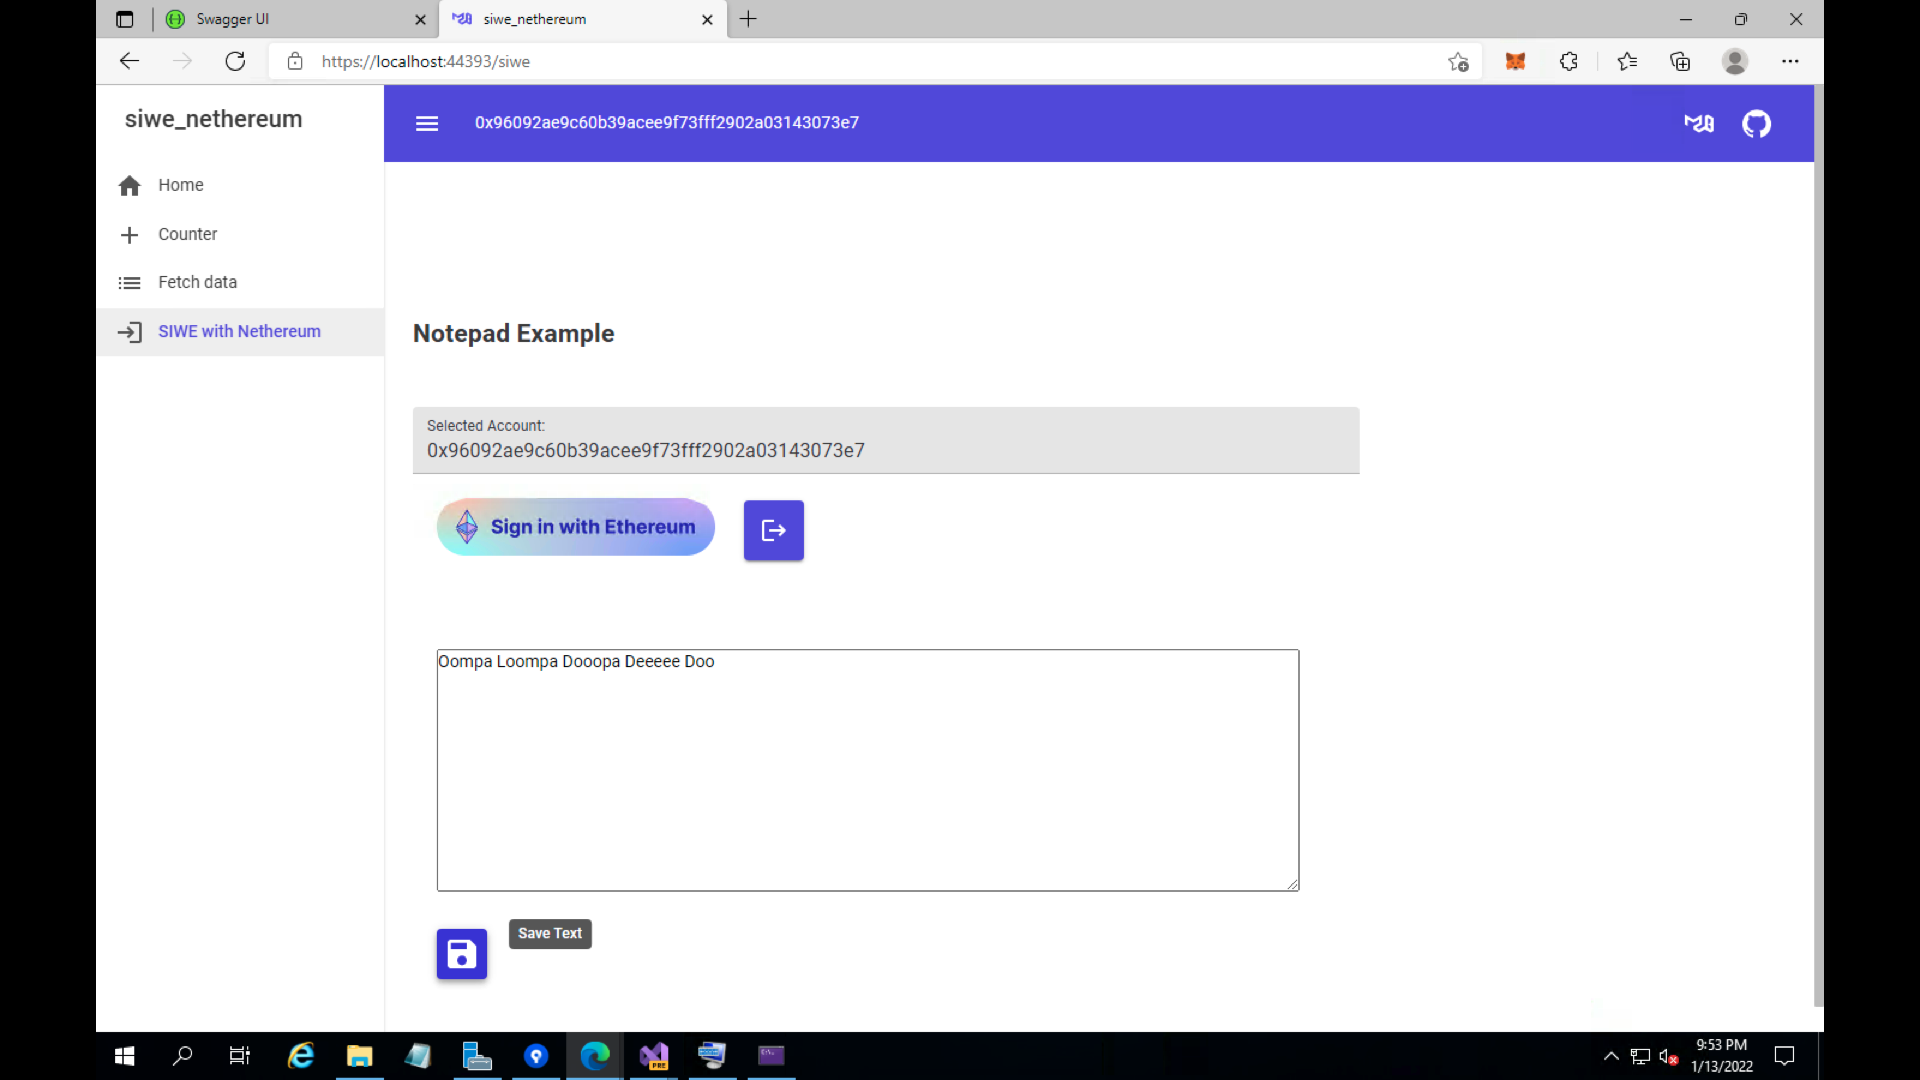 Swagger UI
siwe_nethereum
https://localhost:44393/siwe
siwe_nethereum
0x96092ae9c60b39acee9f73fff2902a03143073e7
Home
Counter
Fetch data
SIWE with Nethereum
Notepad Example
Selected Account:
0x96092ae9c60b39acee9f73fff2902a03143073e7
Sign in with Ethereum
Oompa Loompa Dooopa Deeeee Doo
Save Text
PRE
9:53 PM
1/13/2022